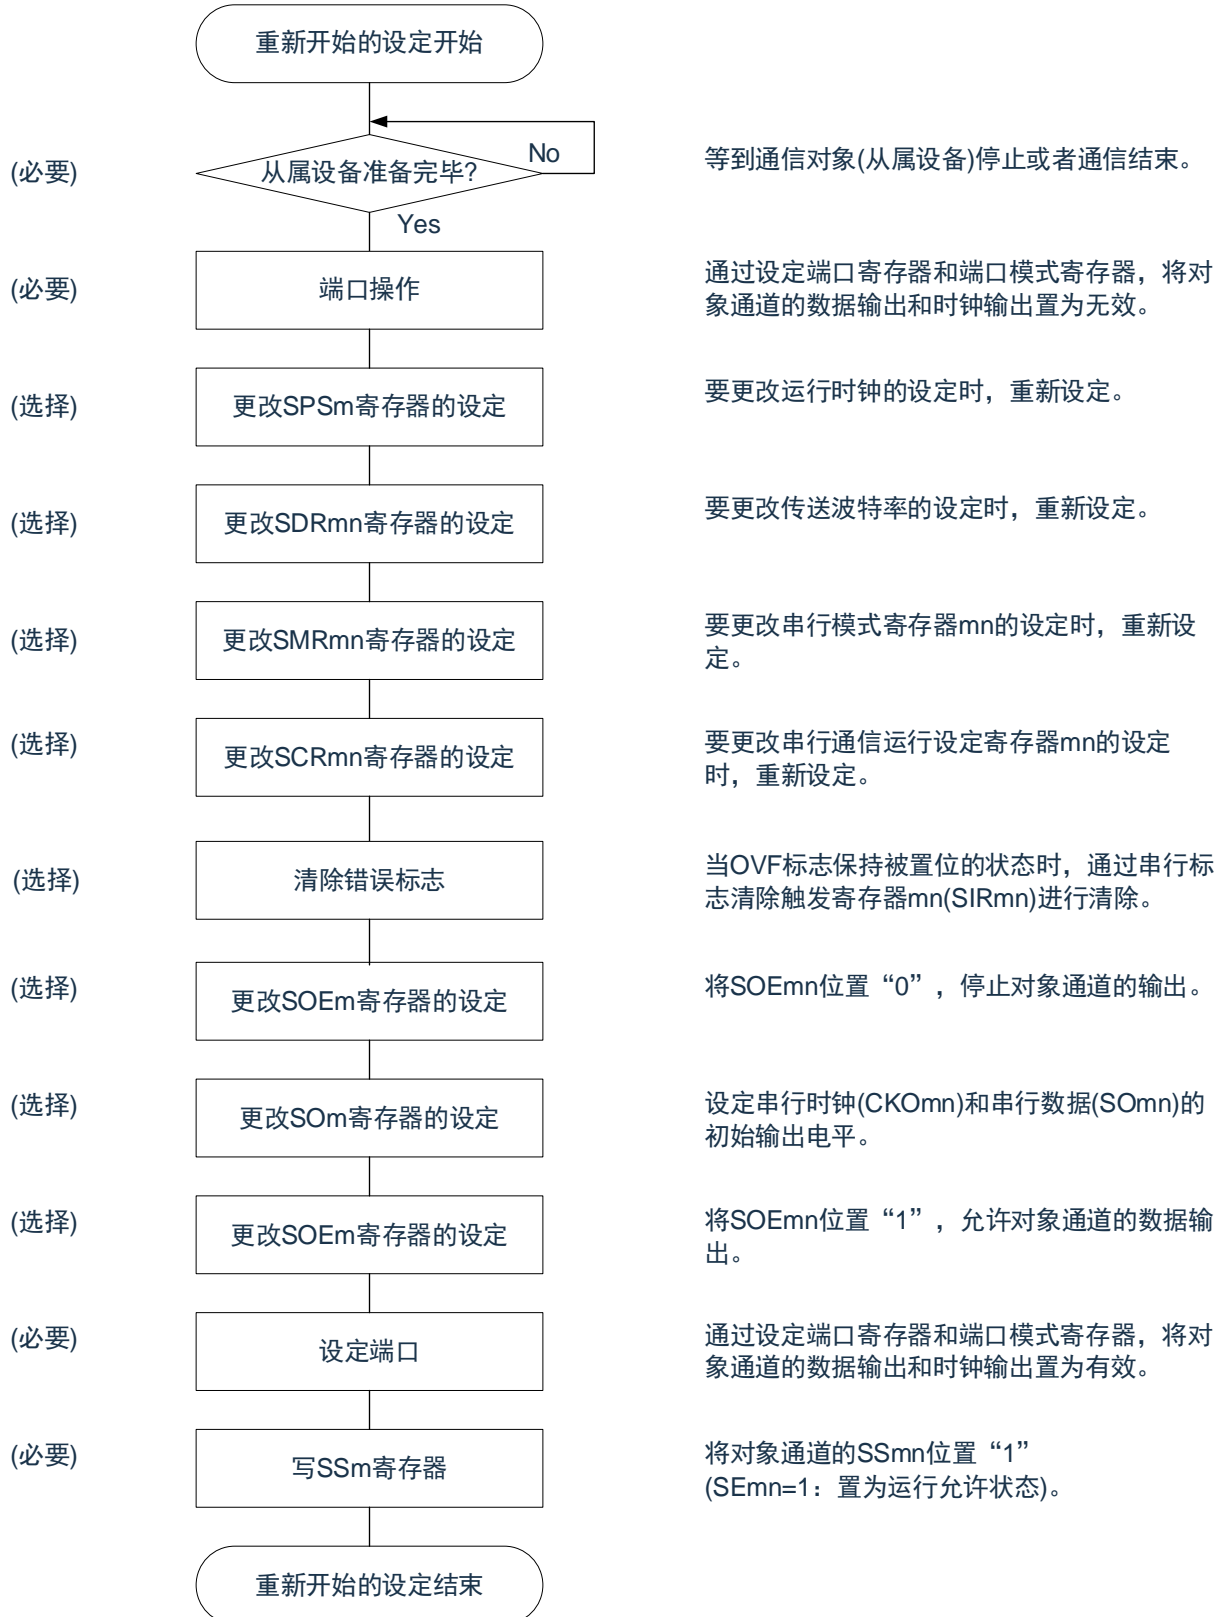 重新开始的设定开始
(必要)
从属设备准备完毕?
No
等到通信对象(从属设备)停止或者通信结束。
Yes
(必要)
端口操作
通过设定端口寄存器和端口模式寄存器，将对
象通道的数据输出和时钟输出置为无效。
(选择)
更改SPSm寄存器的设定
要更改运行时钟的设定时，重新设定。
(选择)
更改SDRmn寄存器的设定
要更改传送波特率的设定时，重新设定。
(选择)
更改SMRmn寄存器的设定
要更改串行模式寄存器mn的设定时，重新设
定。
(选择)
更改SCRmn寄存器的设定
要更改串行通信运行设定寄存器mn的设定
时，重新设定。
(选择)
清除错误标志
当OVF标志保持被置位的状态时，通过串行标
志清除触发寄存器mn(SIRmn)进行清除。
(选择)
更改SOEm寄存器的设定
将SOEmn位置“0”，停止对象通道的输出。
(选择)
更改SOm寄存器的设定
设定串行时钟(CKOmn)和串行数据(SOmn)的
初始输出电平。
(选择)
更改SOEm寄存器的设定
将SOEmn位置“1”，允许对象通道的数据输
出。
(必要)
设定端口
通过设定端口寄存器和端口模式寄存器，将对
象通道的数据输出和时钟输出置为有效。
(必要)
写SSm寄存器
将对象通道的SSmn位置“1”
(SEmn=1：置为运行允许状态)。
重新开始的设定结束